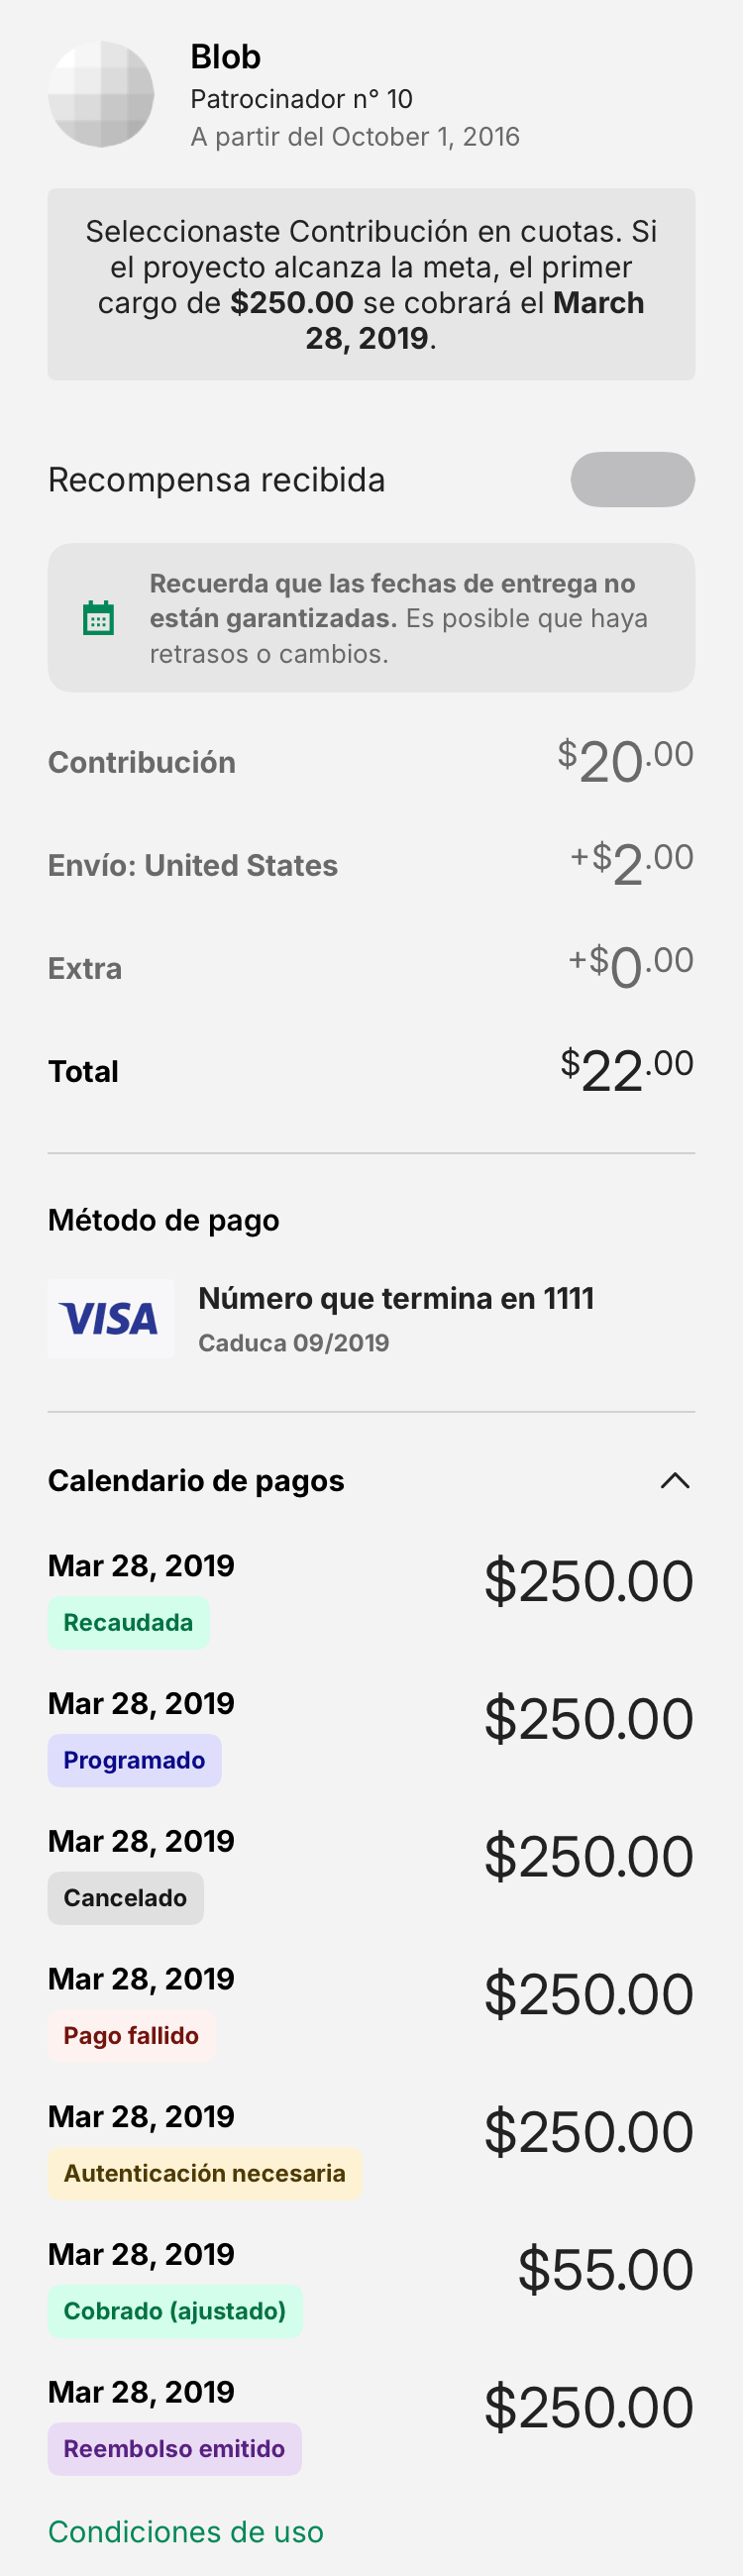 Blob
Patrocinador n° 10
A partir del October 1, 2016
Seleccionaste Contribución en cuotas. Si
el proyecto alcanza la meta, el primer
cargo de $250.00 se cobrará el March
28, 2019.
Recompensa recibida
Recuerda que las fechas de entrega no
están garantizadas. Es posible que haya
retrasos o cambios.
Contribución $20.00
Envío: United States +$2.00
Extra +$0.00
Total $22.00
Método de pago
VISA
Número que termina en 1111
Caduca 09/2019
Calendario de pagos
Mar 28, 2019 $250.00
Recaudada
Mar 28, 2019 $250.00
Programado
Mar 28, 2019 $250.00
Cancelado
Mar 28, 2019 $250.00
Pago fallido
Mar 28, 2019 $250.00
Autenticación necesaria
Mar 28, 2019 $55.00
Cobrado (ajustado)
Mar 28, 2019 $250.00
Reembolso emitido
Condiciones de uso